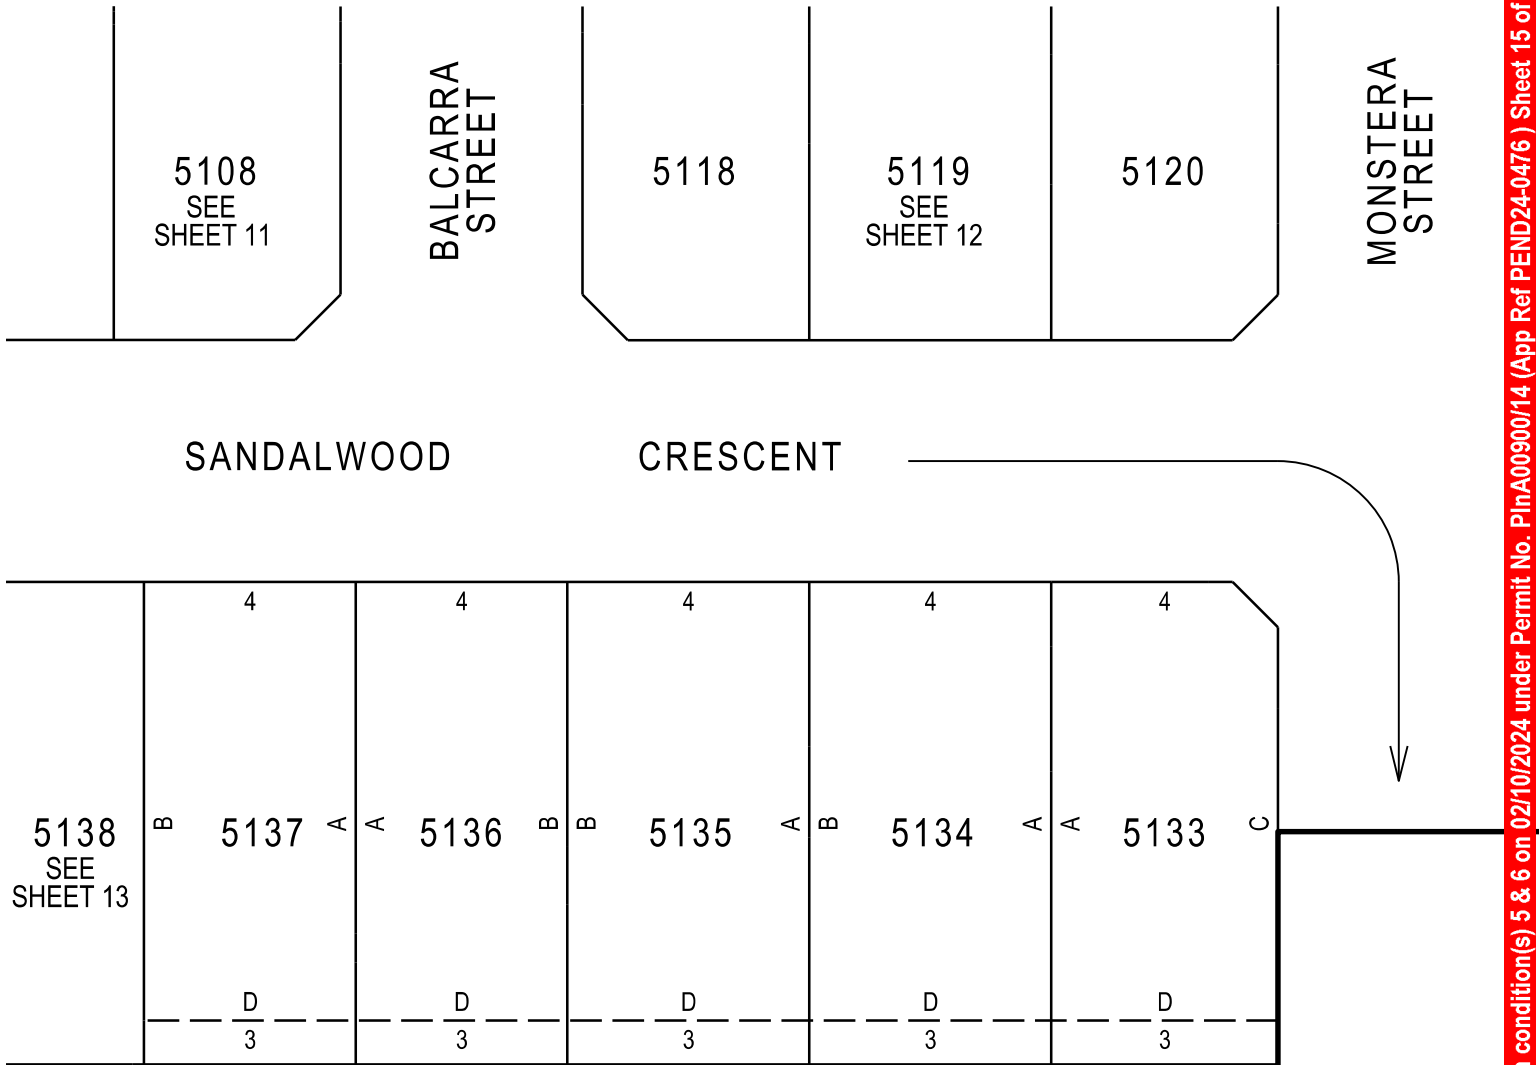 5108
SEE
SHEET 11
BALCARRA
STREET
5118
5119
SEE
SHEET 12
5120
MONSTERA
STREET
SANDALWOOD CRESCENT
4 4 4 4 4
5138
SEE
SHEET 13
B 5137 A
A 5136 B
B 5135 A
B 5134 A
A 5133 C
D D D D D
3 3 3 3 3
condition(s) 5 & 6 on 02/10/2024 under Permit No. PlnA00900/14 (App Ref PEND24-0476 ) Sheet 15 of